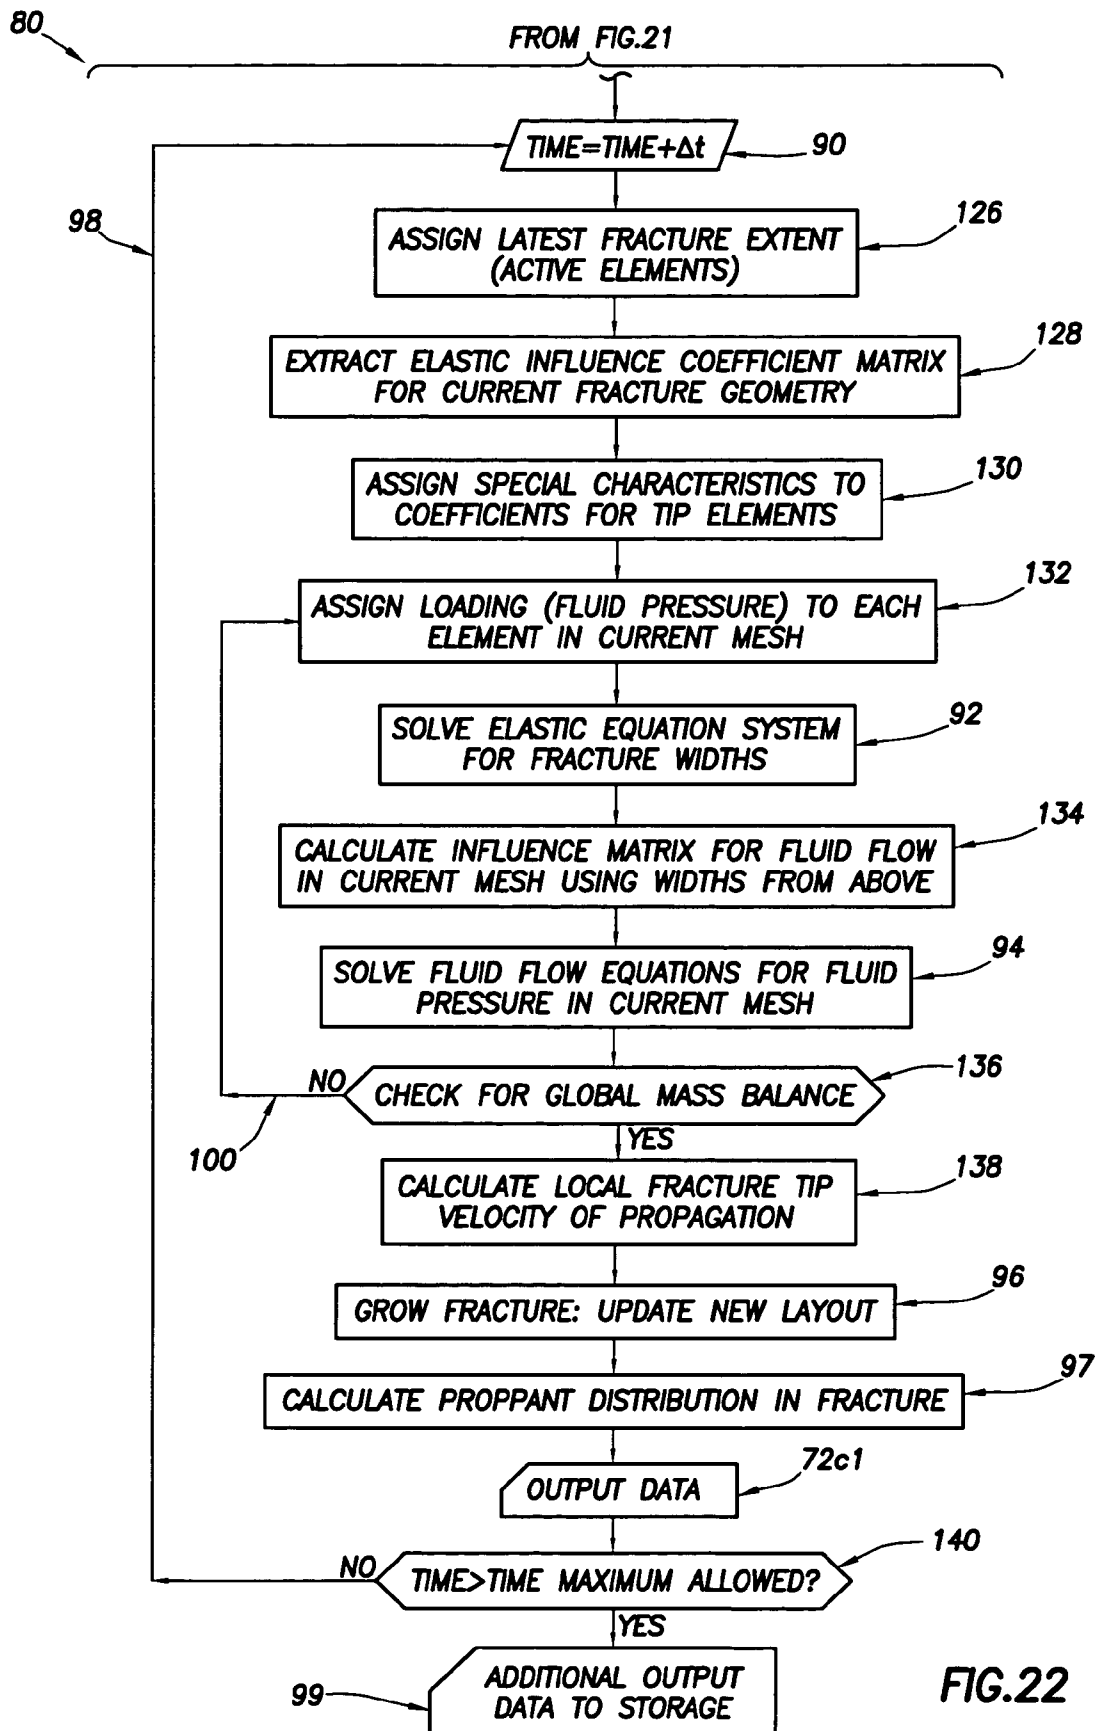 80
FROM FIG.21
TIME=TIME+Δt
90
98
126
ASSIGN LATEST FRACTURE EXTENT
(ACTIVE ELEMENTS)
128
EXTRACT ELASTIC INFLUENCE COEFFICIENT MATRIX
FOR CURRENT FRACTURE GEOMETRY
130
ASSIGN SPECIAL CHARACTERISTICS TO
COEFFICIENTS FOR TIP ELEMENTS
132
ASSIGN LOADING (FLUID PRESSURE) TO EACH
ELEMENT IN CURRENT MESH
92
SOLVE ELASTIC EQUATION SYSTEM
FOR FRACTURE WIDTHS
134
CALCULATE INFLUENCE MATRIX FOR FLUID FLOW
IN CURRENT MESH USING WIDTHS FROM ABOVE
94
SOLVE FLUID FLOW EQUATIONS FOR FLUID
PRESSURE IN CURRENT MESH
136
NO
CHECK FOR GLOBAL MASS BALANCE
100
YES
138
CALCULATE LOCAL FRACTURE TIP
VELOCITY OF PROPAGATION
96
GROW FRACTURE: UPDATE NEW LAYOUT
97
CALCULATE PROPPANT DISTRIBUTION IN FRACTURE
72c1
OUTPUT DATA
140
NO
TIME>TIME MAXIMUM ALLOWED?
YES
99
ADDITIONAL OUTPUT
DATA TO STORAGE
FIG.22